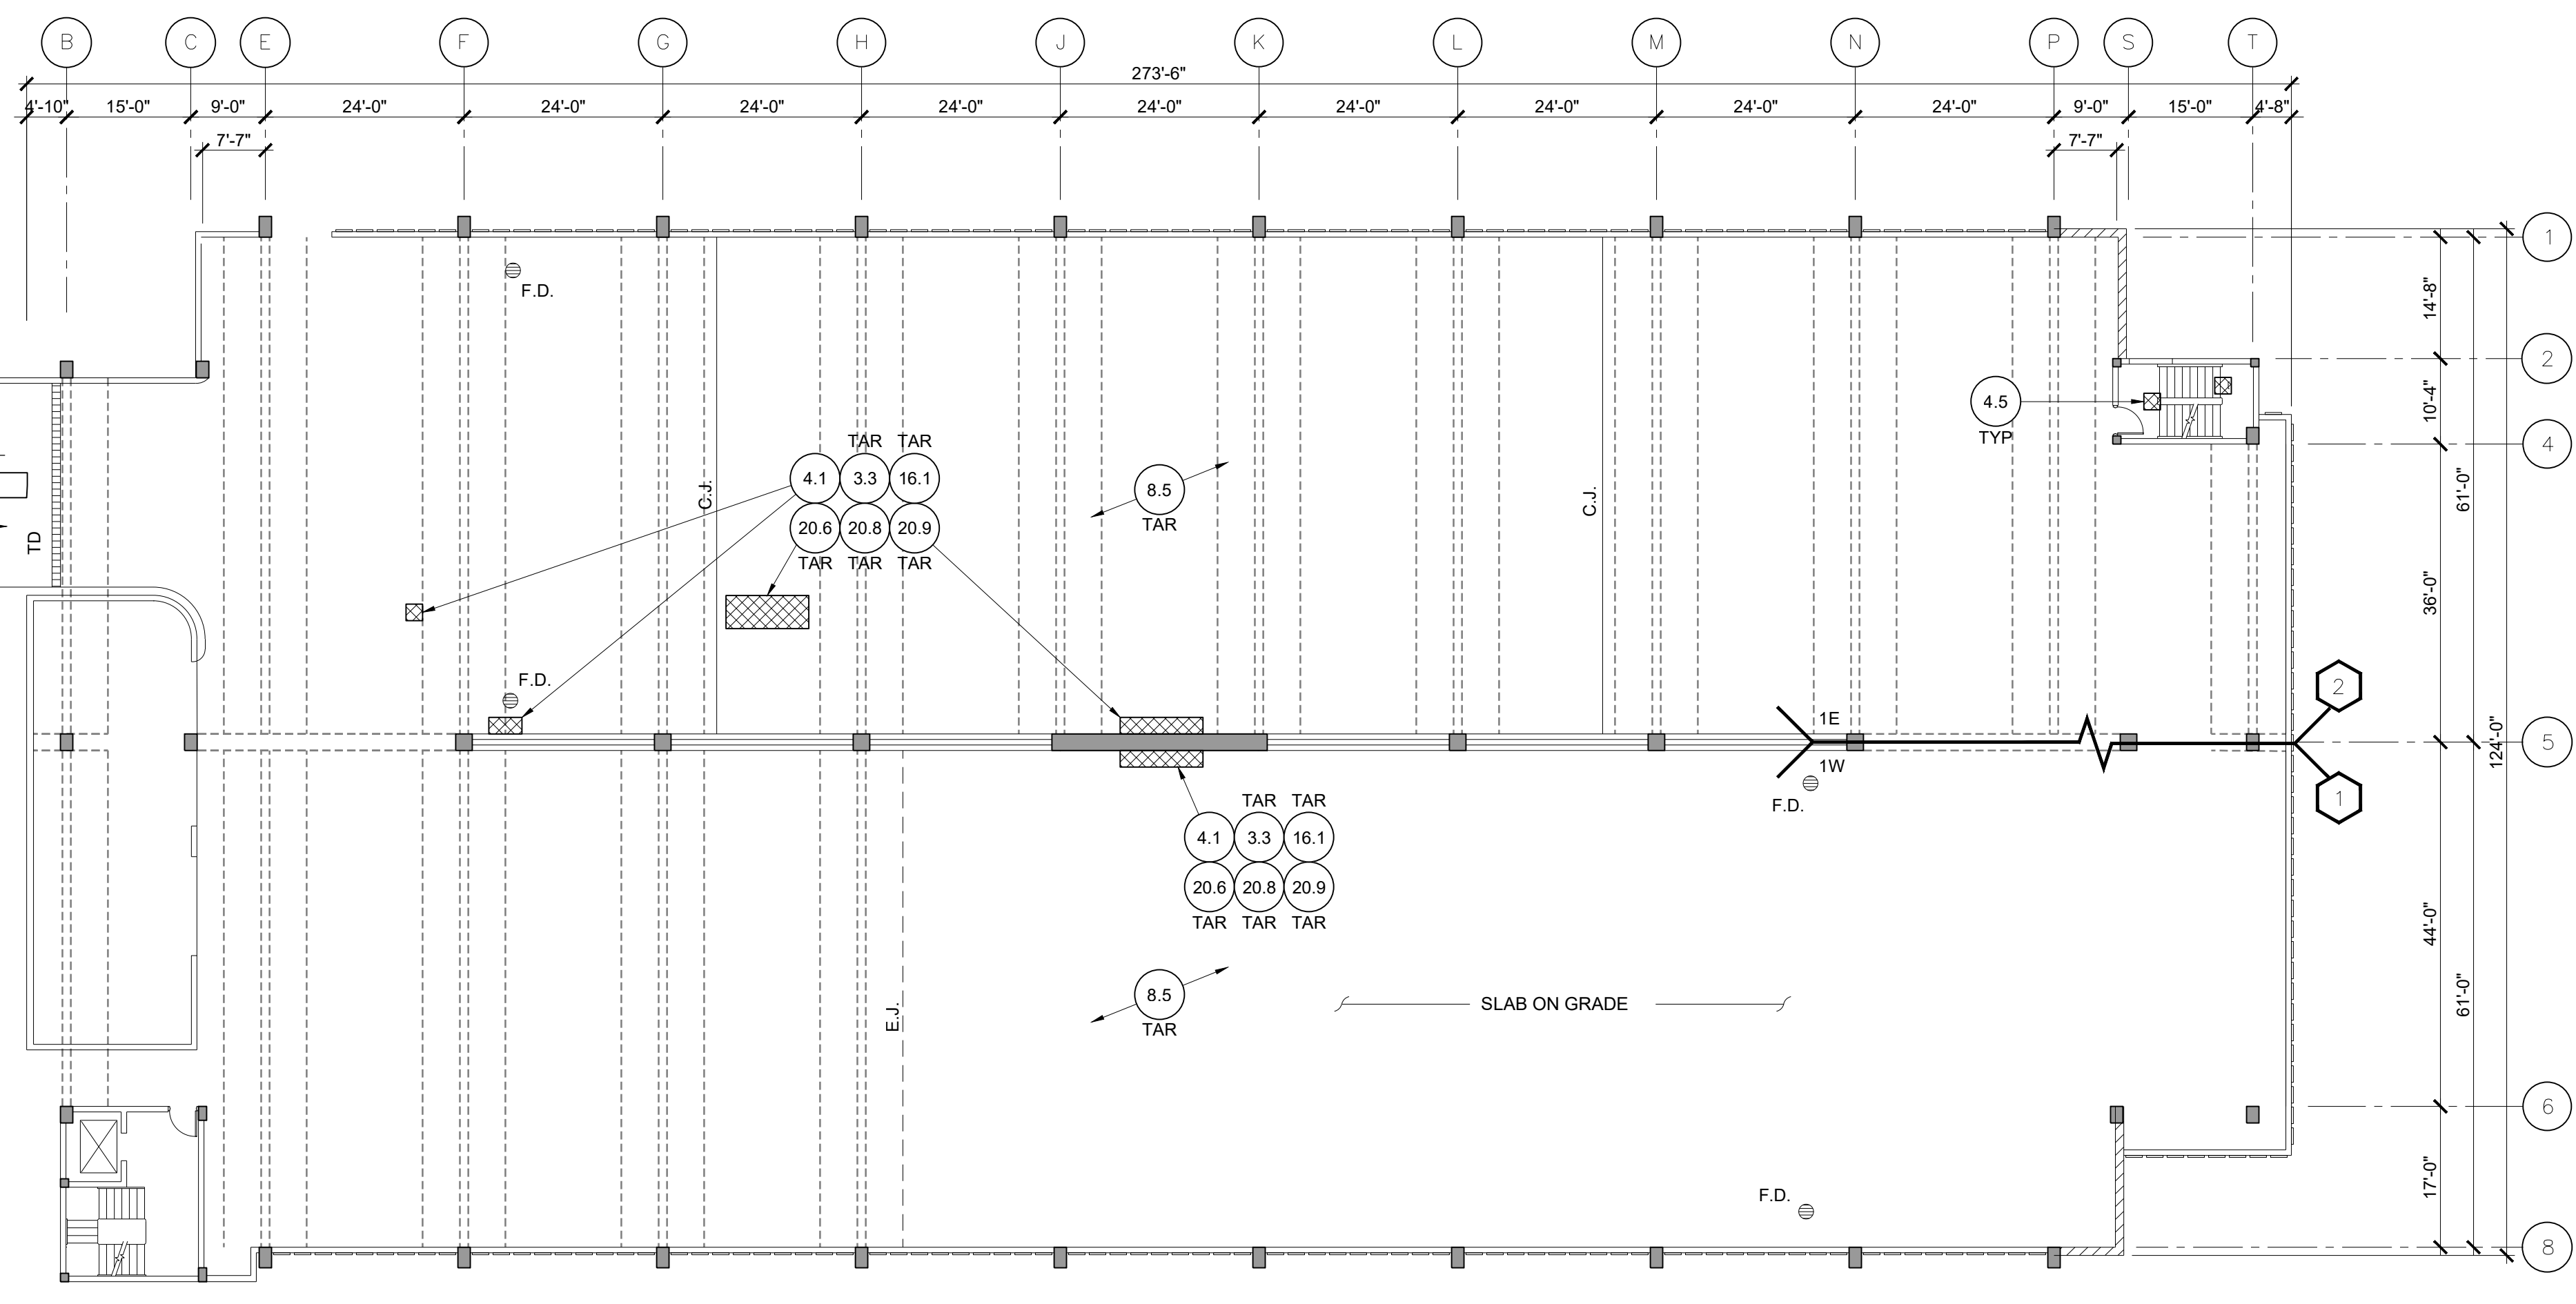 B C E F G H J K L M N P S T
273'-6"
4'-10" 15'-0" 9'-0" 24'-0" 24'-0" 24'-0" 24'-0" 24'-0" 24'-0" 24'-0" 24'-0" 24'-0" 9'-0" 15'-0" 4'-8"
7'-7" 7'-7"
1
F.D.
14'-8"
2
10'-4"
4.5
TYP
4
TAR TAR
4.1 3.3 16.1
20.6 20.8 20.9
TAR TAR TAR
C.J.
8.5
TAR
C.J.
61'-0"
TD
36'-0"
F.D.
2
1E
5
124'-0"
1W
F.D.
1
TAR TAR
4.1 3.3 16.1
20.6 20.8 20.9
TAR TAR TAR
44'-0"
8.5
TAR
E.J.
SLAB ON GRADE
61'-0"
6
17'-0"
F.D.
8